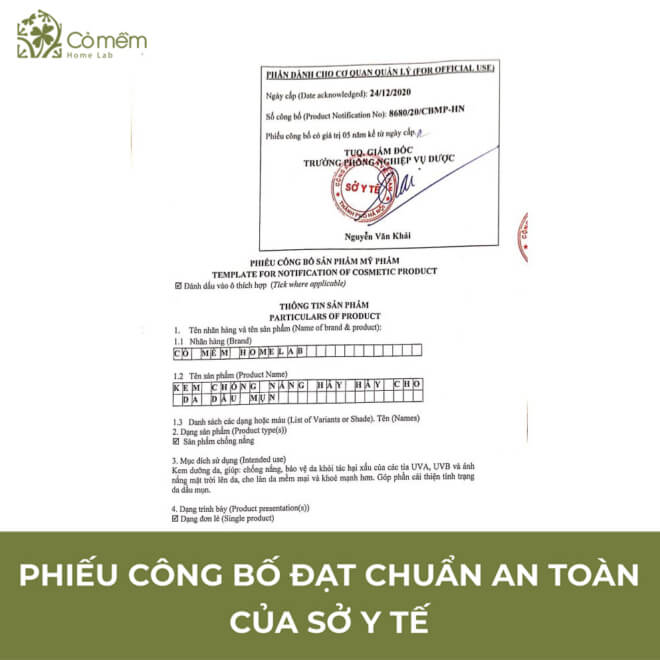 Cỏ mềm
Home Lab
PHẦN DÀNH CHO CƠ QUAN QUẢN LÝ (FOR OFFICIAL USE)
Ngày cấp (Date acknowledged): 24/12/2020
Số công bố (Product Notification No): 8680/20/CBMP-HN
Phiếu công bố có giá trị 05 năm kể từ ngày cấp.
TUQ. GIÁM ĐỐC
TRƯỞNG PHÒNG NGHIỆP VỤ DƯỢC
SỞ Y TẾ
THÀNH PHỐ HÀ NỘI
Nguyễn Văn Khải
PHIẾU CÔNG BỐ SẢN PHẨM MỸ PHẨM
TEMPLATE FOR NOTIFICATION OF COSMETIC PRODUCT
☑ Đánh dấu vào ô thích hợp (Tick where applicable)
THÔNG TIN SẢN PHẨM
PARTICULARS OF PRODUCT
1. Tên nhãn hàng và tên sản phẩm (Name of brand & product):
1.1 Nhãn hàng (Brand)
CỎ MỀM HOMELAB
1.2 Tên sản phẩm (Product Name)
KEM CHỐNG NẮNG HÂY HÂY CHO
DA DẦU MỤN
1.3 Danh sách các dạng hoặc màu (List of Variants or Shade). Tên (Names)
2. Dạng sản phẩm (Product type(s))
☑ Sản phẩm chống nắng
3. Mục đích sử dụng (Intended use)
Kem dưỡng da, giúp: chống nắng, bảo vệ da khỏi tác hại xấu của các tia UVA, UVB và ánh
nắng mặt trời lên da, cho làn da mềm mại và khoẻ mạnh hơn. Góp phần cải thiện tình trạng
da dầu mụn.
4. Dạng trình bày (Product presentation(s))
☑ Dạng đơn lẻ (Single product)
PHIẾU CÔNG BỐ ĐẠT CHUẨN AN TOÀN
CỦA SỞ Y TẾ